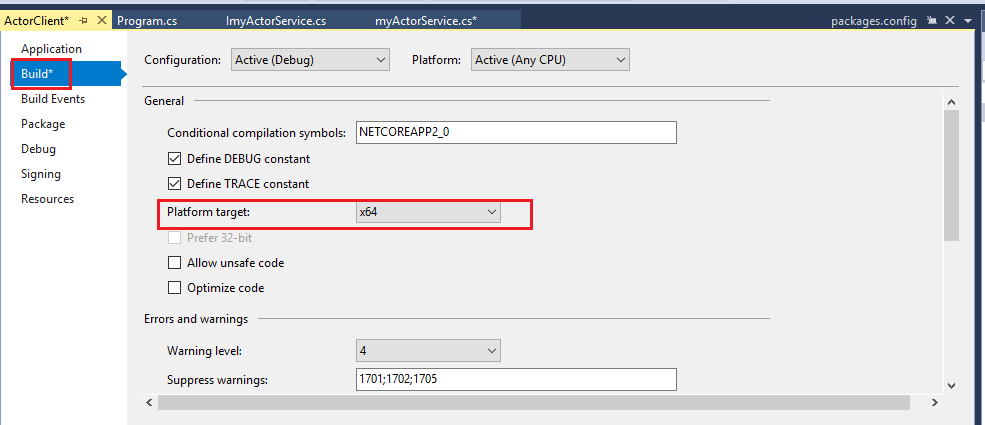 ActorClient* Program.cs ImyActorService.cs myActorService.cs* packages.config
Application
Build*
Build Events
Package
Debug
Signing
Resources
Configuration: Active (Debug) Platform: Active (Any CPU)
General
Conditional compilation symbols: NETCOREAPP2_0
Define DEBUG constant
Define TRACE constant
Platform target: x64
Prefer 32-bit
Allow unsafe code
Optimize code
Errors and warnings
Warning level: 4
Suppress warnings: 1701;1702;1705